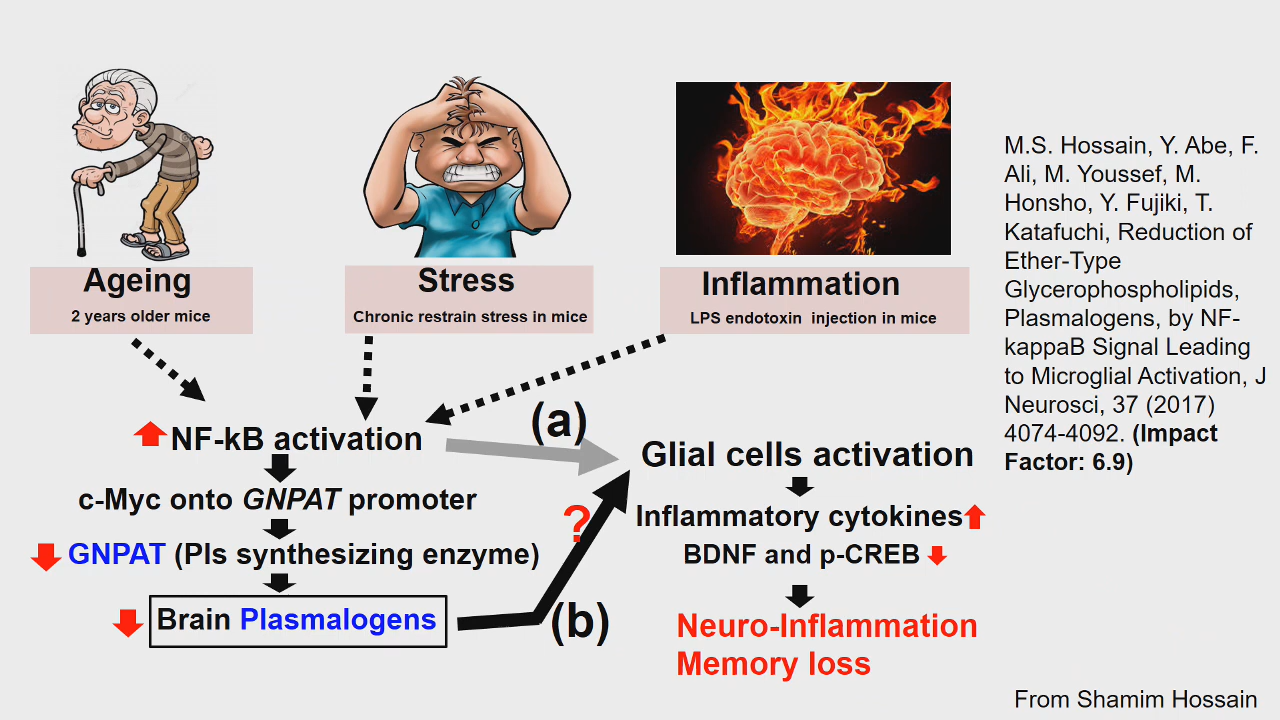 Ageing
2 years older mice
Stress
Chronic restrain stress in mice
Inflammation
LPS endotoxin injection in mice
M.S. Hossain, Y. Abe, F.
Ali, M. Youssef, M.
Honsho, Y. Fujiki, T.
Katafuchi, Reduction of
Ether-Type
Glycerophospholipids,
Plasmalogens, by NF-
kappaB Signal Leading
to Microglial Activation, J
Neurosci, 37 (2017)
4074-4092. (Impact
Factor: 6.9)
NF-kB activation
c-Myc onto GNPAT promoter
GNPAT (Pls synthesizing enzyme)
Brain Plasmalogens
(a)
?
(b)
Glial cells activation
Inflammatory cytokines
BDNF and p-CREB
Neuro-Inflammation
Memory loss
From Shamim Hossain